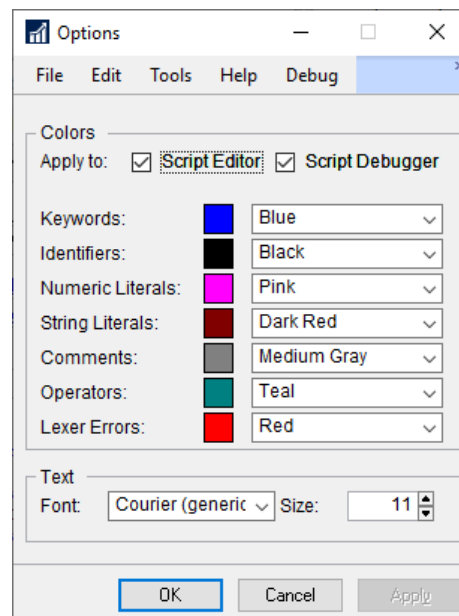 Options
File Edit Tools Help Debug
Colors
Apply to: Script Editor Script Debugger
Keywords: Blue
Identifiers: Black
Numeric Literals: Pink
String Literals: Dark Red
Comments: Medium Gray
Operators: Teal
Lexer Errors: Red
Text
Font: Courier (generic Size: 11
OK Cancel Apply